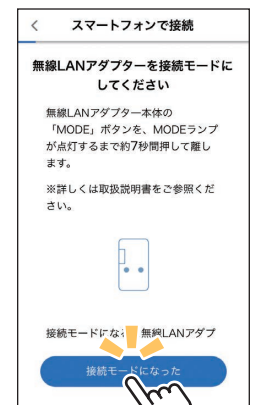 スマートフォンで接続
無線LANアダプターを接続モードに
してください
無線LANアダプター本体の
「MODE」ボタンを、MODEランプ
が点灯するまで約7秒間押して離し
ます。
※詳しくは取扱説明書をご参照くだ
さい。
接続モードにな 無線LANアダプ
接続モードになった